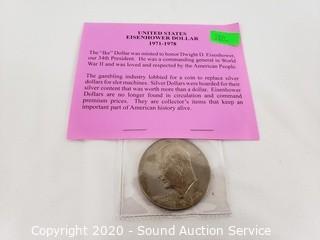 UNITED STATES
EISENHOWER DOLLAR
1971-1978
The "Ike" Dollar was minted to honor Dwight D. Eisenhower,
our 34th President. He was a commanding general in World
War II and was loved and respected by the American People.
The gambling industry lobbied for a coin to replace silver
dollars for slot machines. Silver Dollars were hoarded for their
silver content that was worth more than a dollar. Eisenhower
Dollars are no longer found in circulation and command
premium prices. They are collector's items that keep an
important part of American history alive.
Copyright 2020 - Sound Auction Service